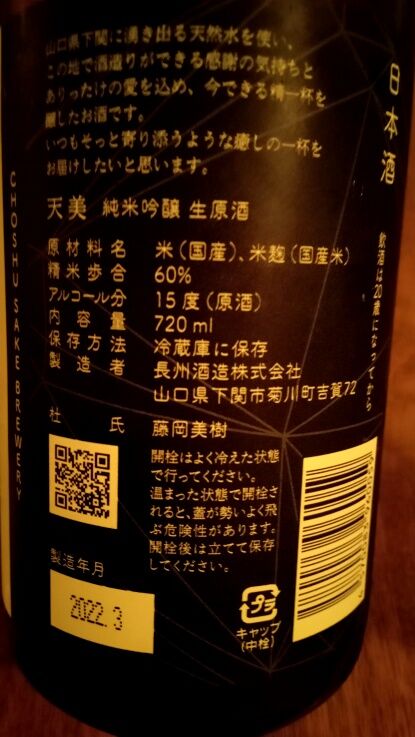 山口県下関に湧き出る天然水を使い、
この地で酒造りができる感謝の気持ちと
ありったけの愛を込め、今できる精一杯を
醸したお酒です。
いつもそっと寄り添うような癒しの一杯を
お届けしたいと思います。
天美 純米吟醸 生原酒
原材料名 米(国産)、米麹(国産米)
精米歩合 60%
アルコール分 15度(原酒)
内容量 720ml
保存方法 冷蔵庫に保存
製造者 長州酒造株式会社
山口県下関市菊川町吉賀72
杜氏 藤岡美樹
開栓はよく冷えた状態
で行ってください。
温まった状態で開栓さ
れると、蓋が勢いよく飛
ぶ危険性があります。
開栓後は立てて保存
してください。
製造年月
2022.3
プラ
キャップ
(中栓)
日本酒
飲酒は20歳になってから
CHOSHU SAKE BREWERY